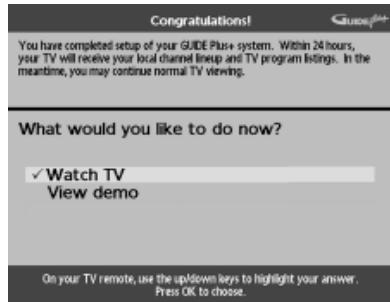 Congratulations!
GUIDE Plus+
You have completed setup of your GUIDE Plus+ system. Within 24 hours,
your TV will receive your local channel lineup and TV program listings. In the
meantime, you may continue normal TV viewing.
What would you like to do now?
✓ Watch TV
View demo
On your TV remote, use the up/down keys to highlight your answer.
Press OK to choose.